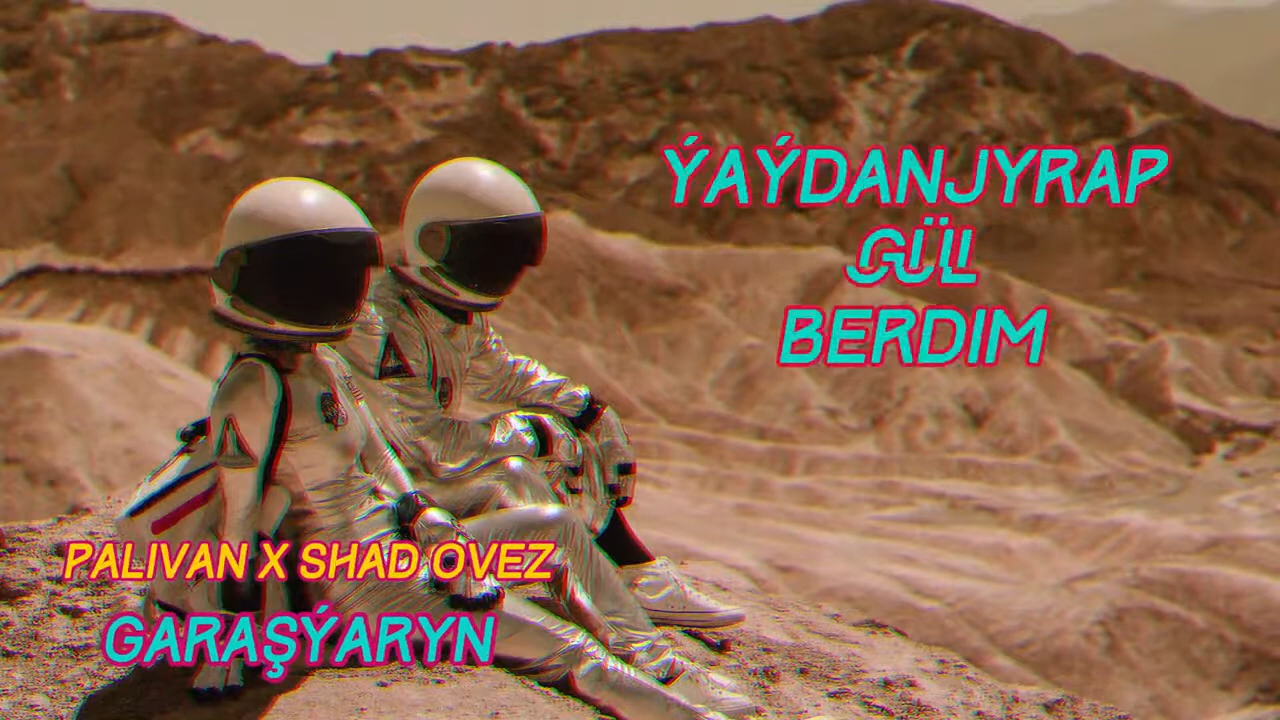 ÝAÝDANJYRAP
GÜL
BERDIM
PALIVAN X SHAD OVEZ
GARAŞÝARYN